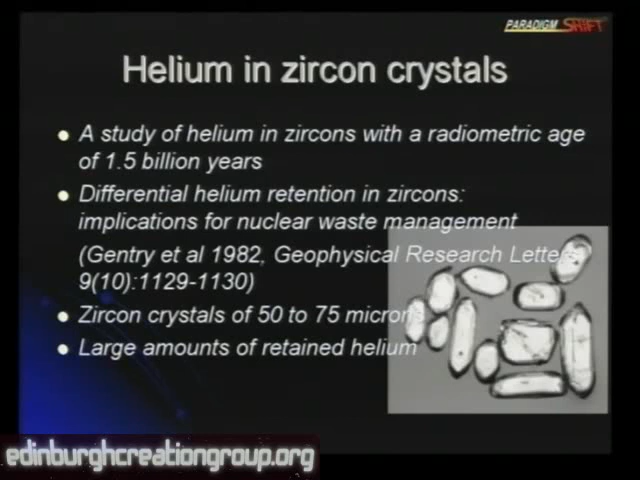 PARADIGM SHIFT
Helium in zircon crystals
A study of helium in zircons with a radiometric age
of 1.5 billion years
Differential helium retention in zircons:
implications for nuclear waste management
(Gentry et al 1982, Geophysical Research Letters
9(10):1129-1130)
Zircon crystals of 50 to 75 microns
Large amounts of retained helium
edinburghcreationgroup.org